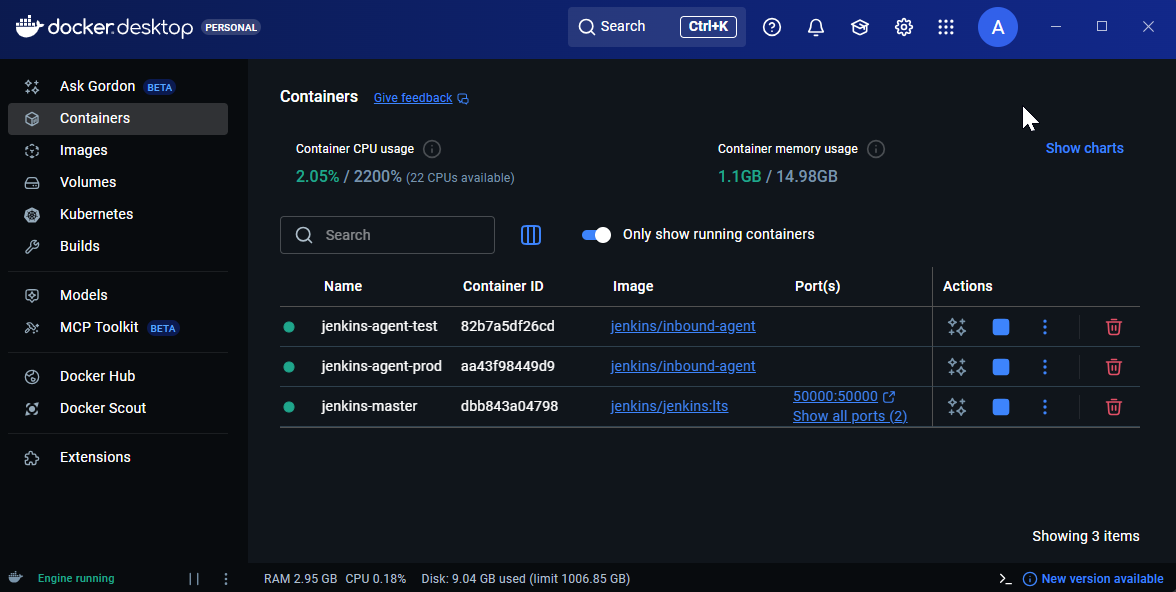 docker.desktop PERSONAL Search Ctrl+K A
Ask Gordon BETA
Containers
Images
Volumes
Kubernetes
Builds
Models
MCP Toolkit BETA
Docker Hub
Docker Scout
Extensions
Containers Give feedback
Container CPU usage
2.05% / 2200% (22 CPUs available)
Container memory usage
1.1GB / 14.98GB
Show charts
Search
Only show running containers
Name Container ID Image Port(s) Actions
jenkins-agent-test 82b7a5df26cd jenkins/inbound-agent
jenkins-agent-prod aa43f98449d9 jenkins/inbound-agent
jenkins-master dbb843a04798 jenkins/jenkins:lts 50000:50000
Show all ports (2)
Showing 3 items
Engine running RAM 2.95 GB CPU 0.18% Disk: 9.04 GB used (limit 1006.85 GB) New version available